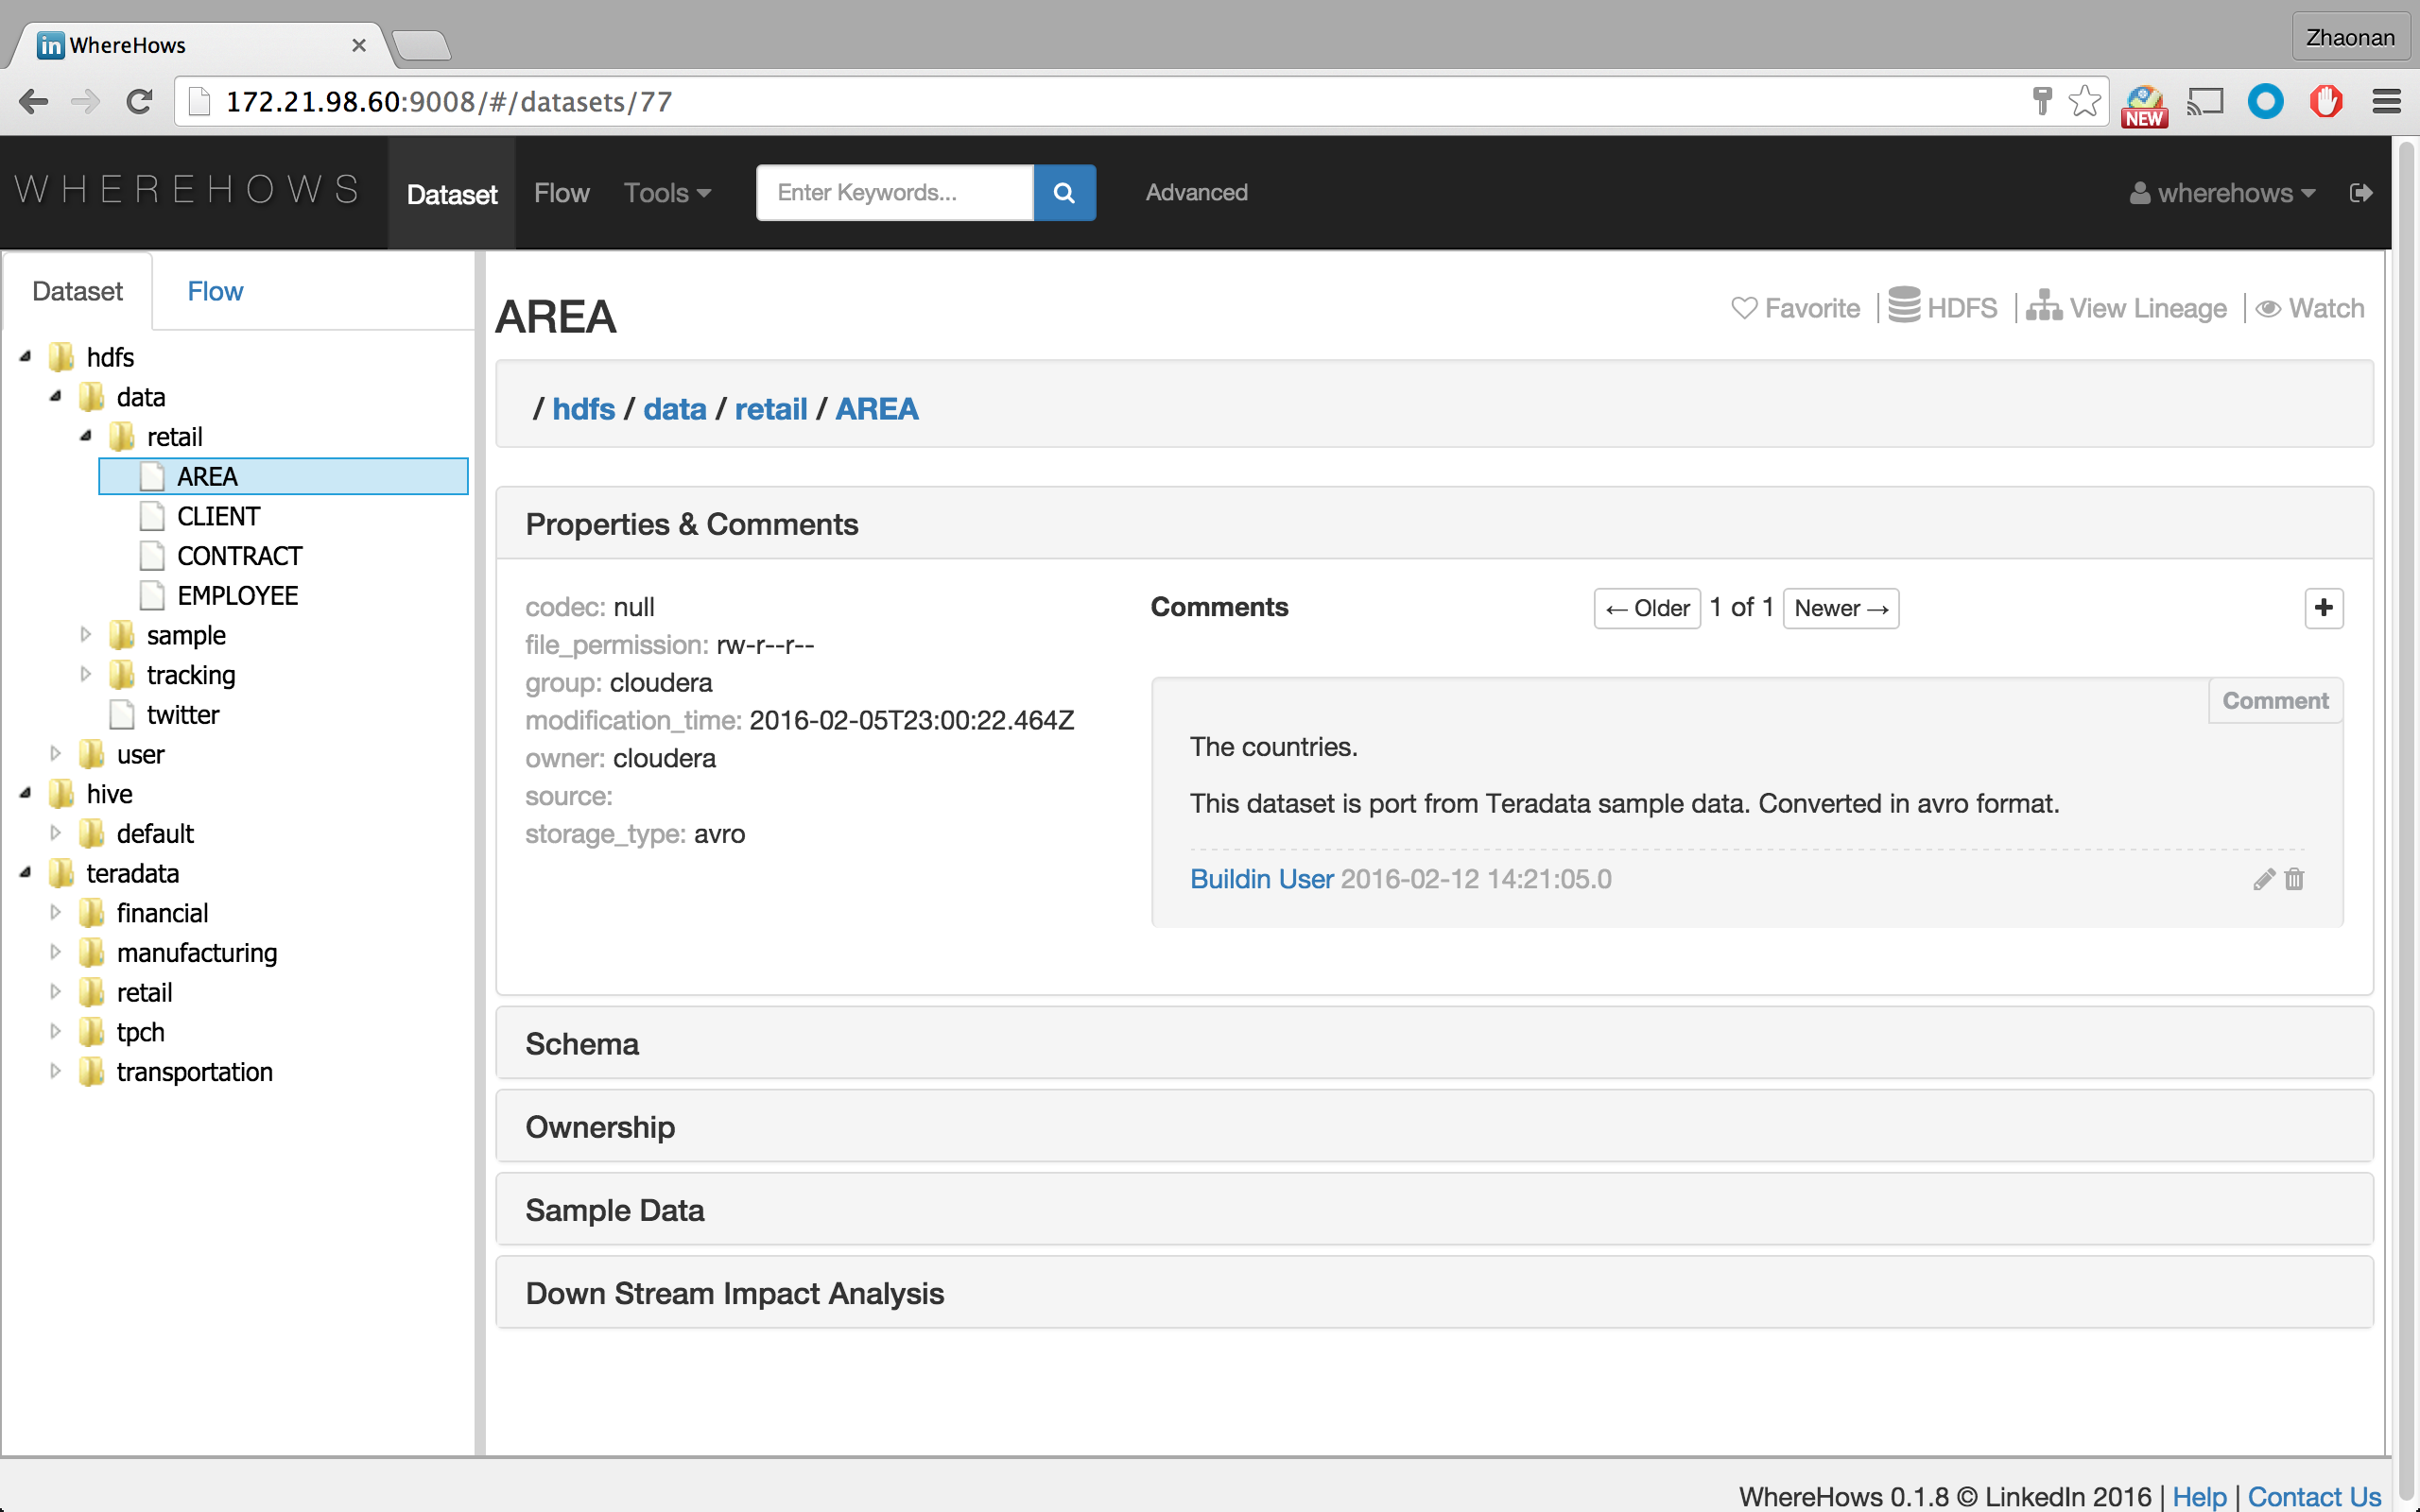 WhereHows
Zhaonan
172.21.98.60:9008/#/datasets/77
NEW
WHEREHOWS Dataset Flow Tools Enter Keywords... Advanced wherehows
Dataset Flow
hdfs
data
retail
AREA
CLIENT
CONTRACT
EMPLOYEE
sample
tracking
twitter
user
hive
default
teradata
financial
manufacturing
retail
tpch
transportation
AREA
Favorite | HDFS | View Lineage | Watch
/ hdfs / data / retail / AREA
Properties & Comments
codec: null
file_permission: rw-r--r--
group: cloudera
modification_time: 2016-02-05T23:00:22.464Z
owner: cloudera
source:
storage_type: avro
Comments ← Older 1 of 1 Newer → +
Comment
The countries.
This dataset is port from Teradata sample data. Converted in avro format.
Buildin User 2016-02-12 14:21:05.0
Schema
Ownership
Sample Data
Down Stream Impact Analysis
WhereHows 0.1.8 © LinkedIn 2016 | Help | Contact Us